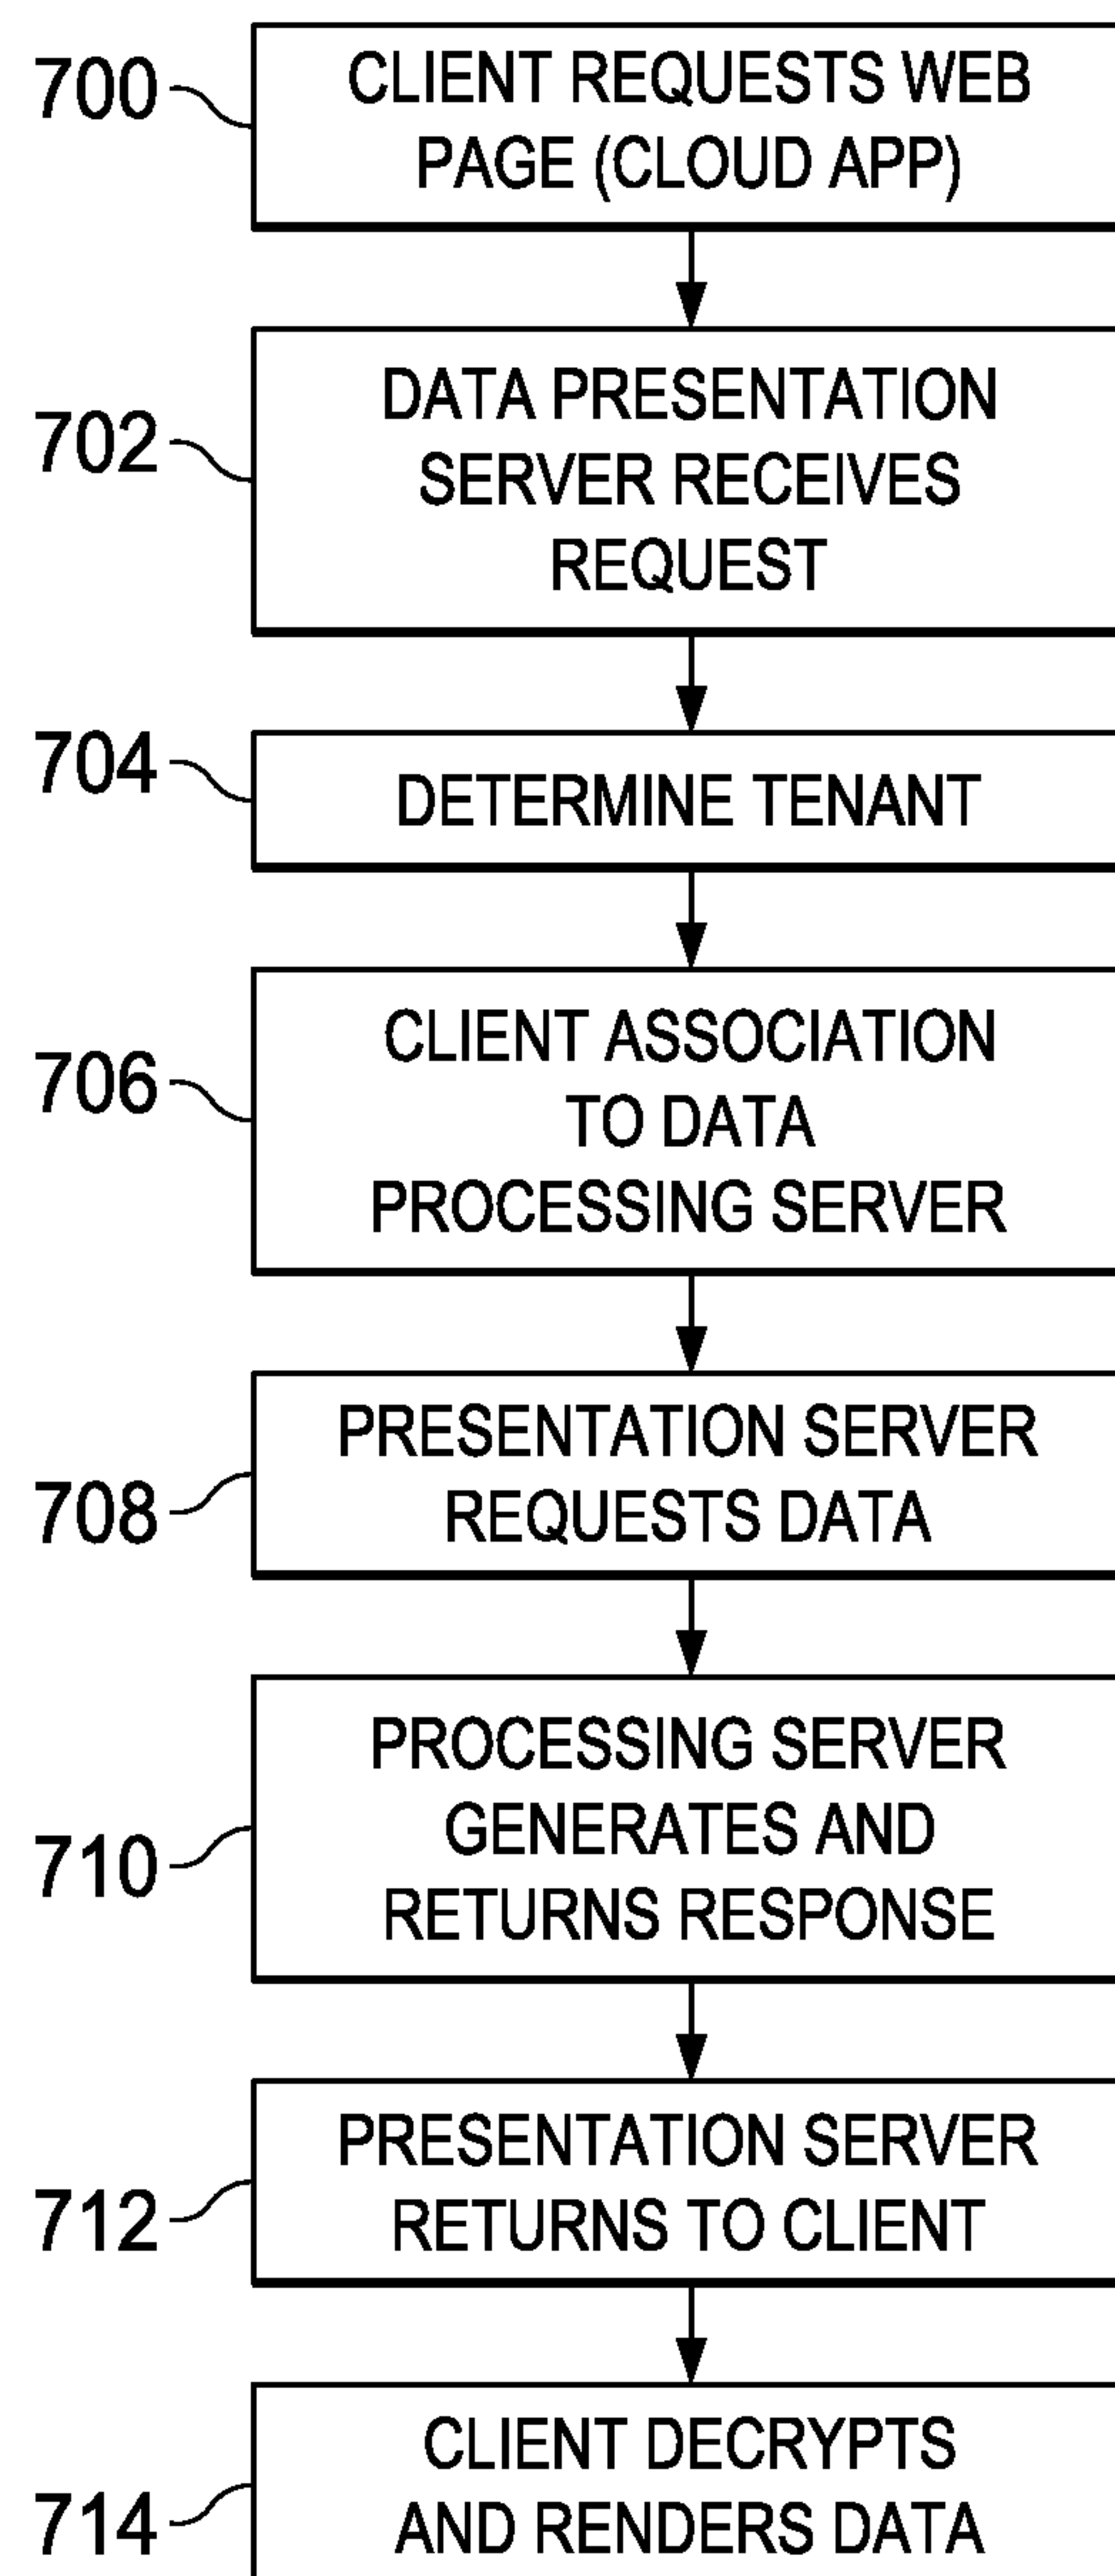 700
CLIENT REQUESTS WEB
PAGE (CLOUD APP)
702
DATA PRESENTATION
SERVER RECEIVES
REQUEST
704
DETERMINE TENANT
706
CLIENT ASSOCIATION
TO DATA
PROCESSING SERVER
708
PRESENTATION SERVER
REQUESTS DATA
710
PROCESSING SERVER
GENERATES AND
RETURNS RESPONSE
712
PRESENTATION SERVER
RETURNS TO CLIENT
714
CLIENT DECRYPTS
AND RENDERS DATA